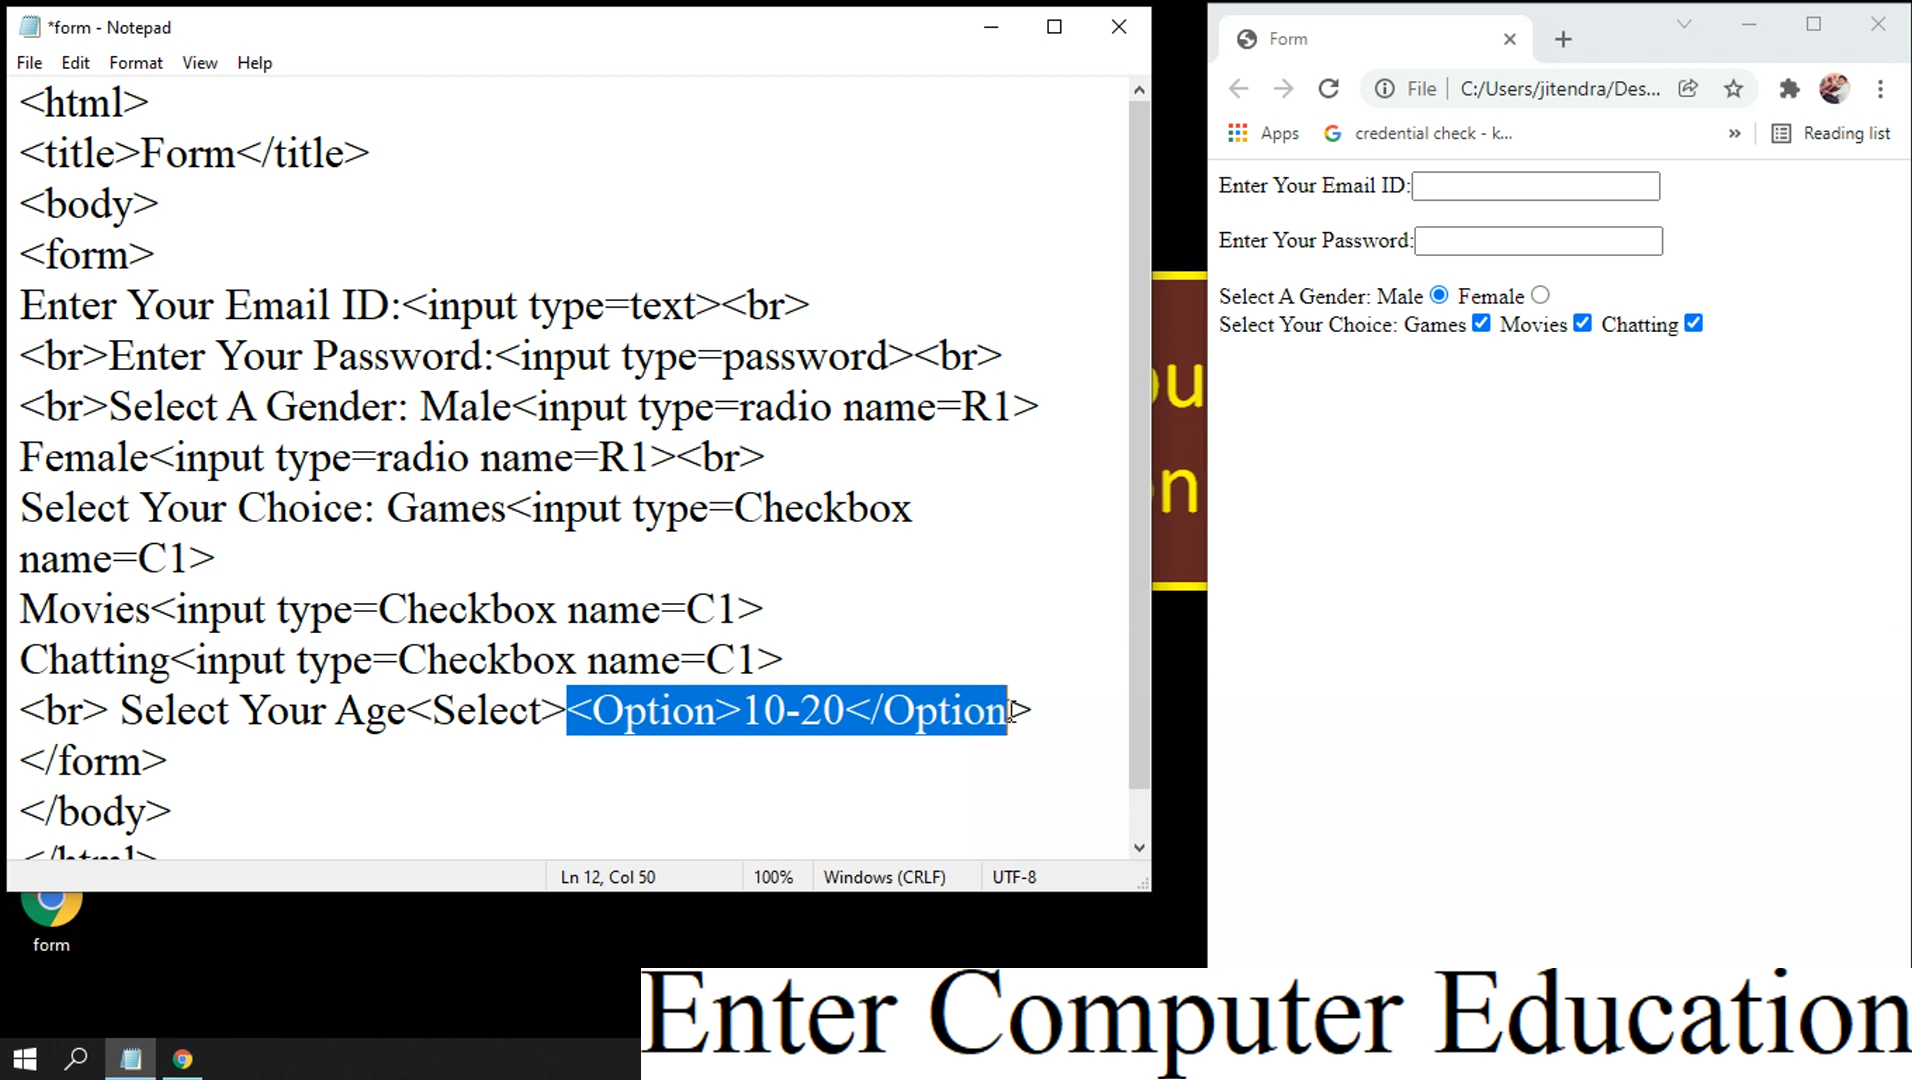 *form - Notepad
File Edit Format View Help
<html>
<title>Form</title>
<body>
<form>
Enter Your Email ID:<input type=text><br>
<br>Enter Your Password:<input type=password><br>
<br>Select A Gender: Male<input type=radio name=R1>
Female<input type=radio name=R1><br>
Select Your Choice: Games<input type=Checkbox
name=C1>
Movies<input type=Checkbox name=C1>
Chatting<input type=Checkbox name=C1>
<br> Select Your Age<Select><Option>10-20</Option>
</form>
</body>
</html>
Ln 12, Col 50 100% Windows (CRLF) UTF-8
Form
File C:/Users/jitendra/Des...
Apps credential check - k... » Reading list
Enter Your Email ID:
Enter Your Password:
Select A Gender: Male Female
Select Your Choice: Games Movies Chatting
form
Enter Computer Education